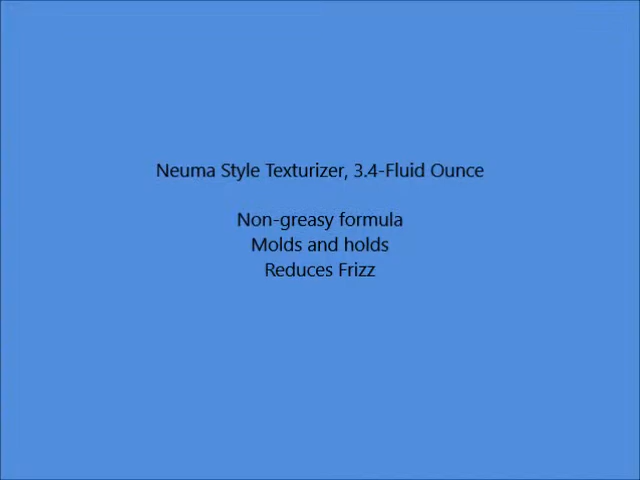 Neuma Style Texturizer, 3.4-Fluid Ounce
Non-greasy formula
Molds and holds
Reduces Frizz